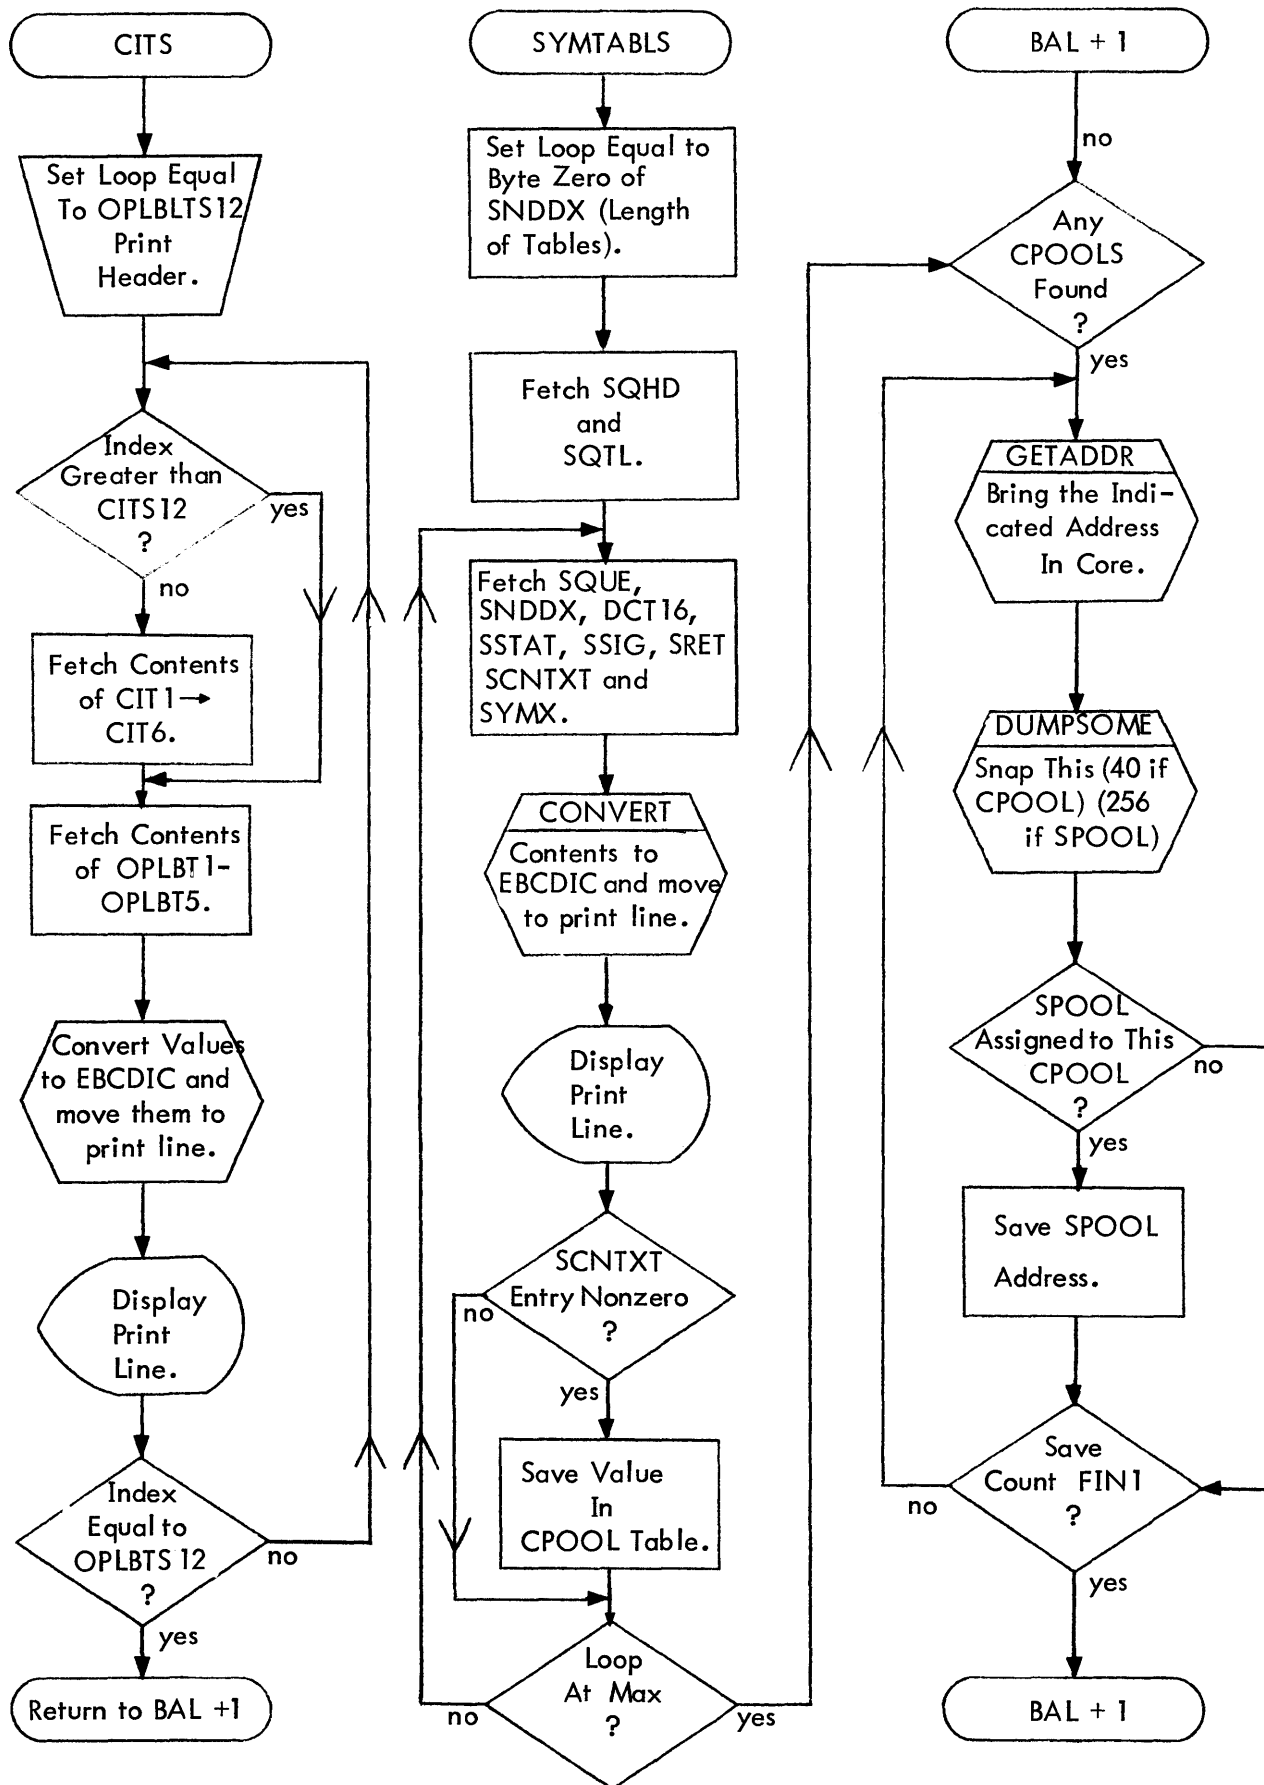 CITS
Set Loop Equal
To OPLBLTS12
Print
Header.
Index
Greater than
CITS12
?
yes
no
Fetch Contents
of CIT1→
CIT6.
Fetch Contents
of OPLBT1-
OPLBT5.
Convert Values
to EBCDIC and
move them to
print line.
Display
Print
Line.
Index
Equal to
OPLBTS12
?
no
yes
Return to BAL +1
SYMTABLS
Set Loop Equal to
Byte Zero of
SNDDX (Length
of Tables).
Fetch SQHD
and
SQTL.
Fetch SQUE,
SNDDX, DCT16,
SSTAT, SSIG, SRET
SCNTXT and
SYMX.
CONVERT
Contents to
EBCDIC and move
to print line.
Display
Print
Line.
SCNTXT
Entry Nonzero
?
no
yes
Save Value
In
CPOOL Table.
Loop
At Max
?
no
yes
BAL + 1
no
Any
CPOOLS
Found
?
yes
GETADDR
Bring the Indi-
cated Address
In Core.
DUMPSOME
Snap This (40 if
CPOOL) (256
if SPOOL)
SPOOL
Assigned to This
CPOOL
?
no
yes
Save SPOOL
Address.
Save
Count FIN1
?
no
yes
BAL + 1